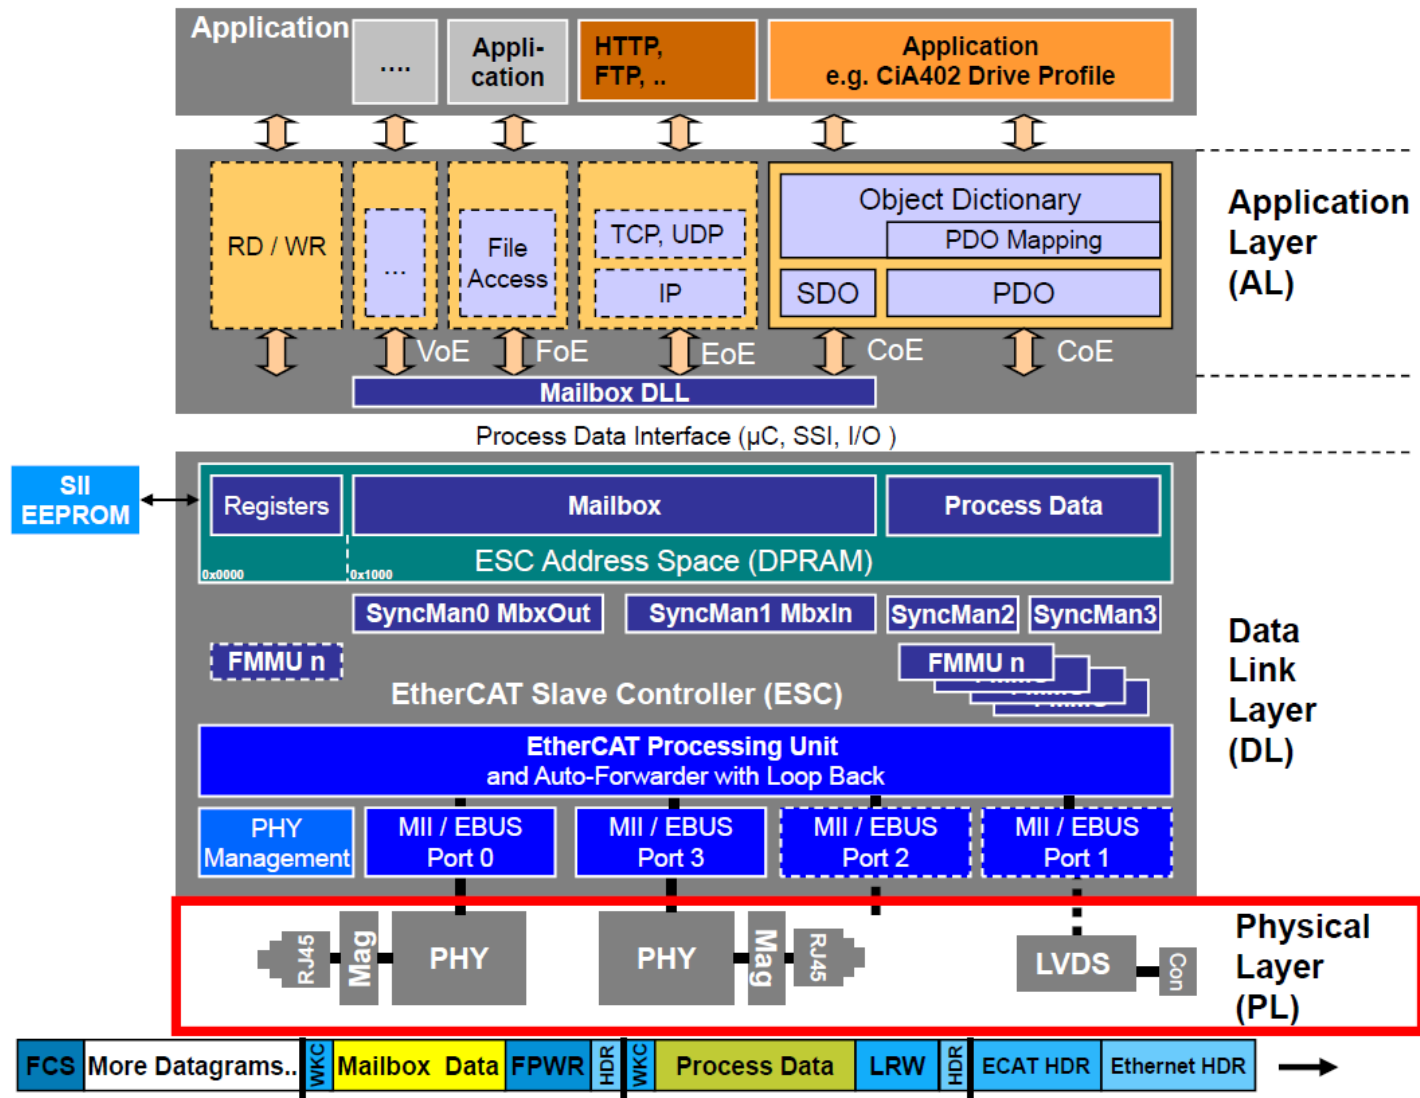 Application
....
Appli-
cation
HTTP,
FTP, ..
Application
e.g. CiA402 Drive Profile
RD / WR
...
File
Access
TCP, UDP
IP
Object Dictionary
PDO Mapping
SDO
PDO
Application
Layer
(AL)
VoE
FoE
EoE
CoE
CoE
Mailbox DLL
Process Data Interface (µC, SSI, I/O )
SII
EEPROM
Registers
Mailbox
Process Data
ESC Address Space (DPRAM)
0x0000
0x1000
SyncMan0 MbxOut
SyncMan1 MbxIn
SyncMan2
SyncMan3
FMMU n
FMMU n
EtherCAT Slave Controller (ESC)
Data
Link
Layer
(DL)
EtherCAT Processing Unit
and Auto-Forwarder with Loop Back
PHY
Management
MII / EBUS
Port 0
MII / EBUS
Port 3
MII / EBUS
Port 2
MII / EBUS
Port 1
RJ45
Mag
PHY
PHY
Mag
RJ45
LVDS
Con
Physical
Layer
(PL)
FCS
More Datagrams..
WKC
Mailbox Data
FPWR
HDR
WKC
Process Data
LRW
HDR
ECAT HDR
Ethernet HDR